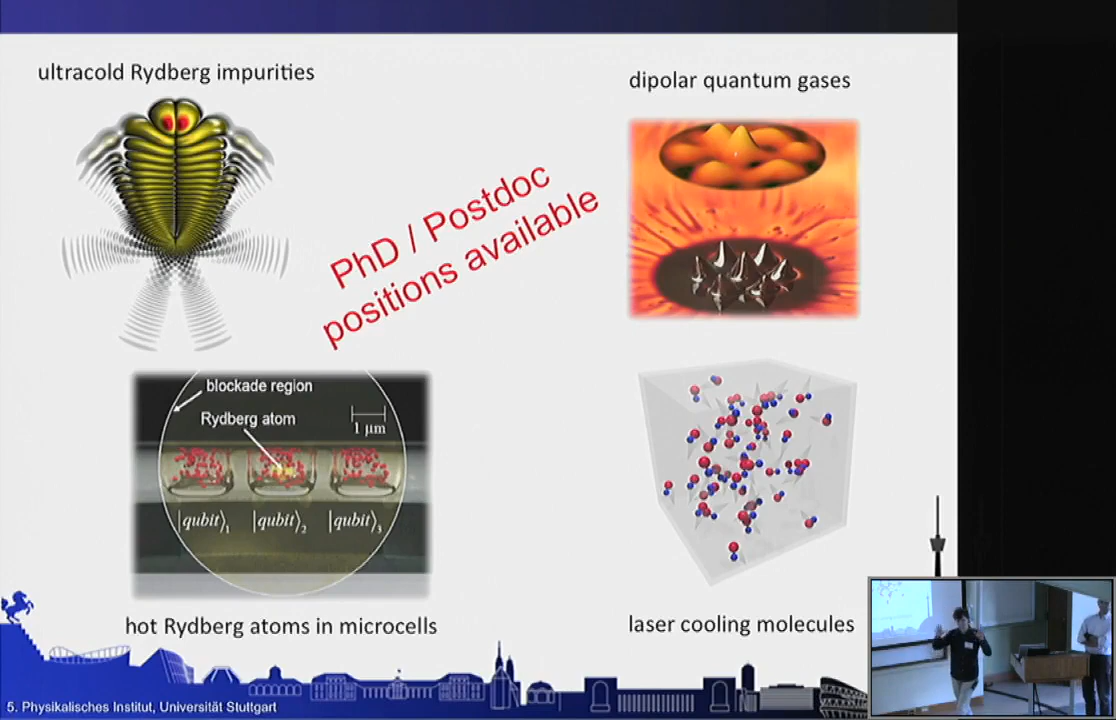 ultracold Rydberg impurities
dipolar quantum gases
PhD / Postdoc
positions available
blockade region
Rydberg atom
1 μm
|qubit⟩₁ |qubit⟩₂ |qubit⟩₃
hot Rydberg atoms in microcells
laser cooling molecules
5. Physikalisches Institut, Universität Stuttgart